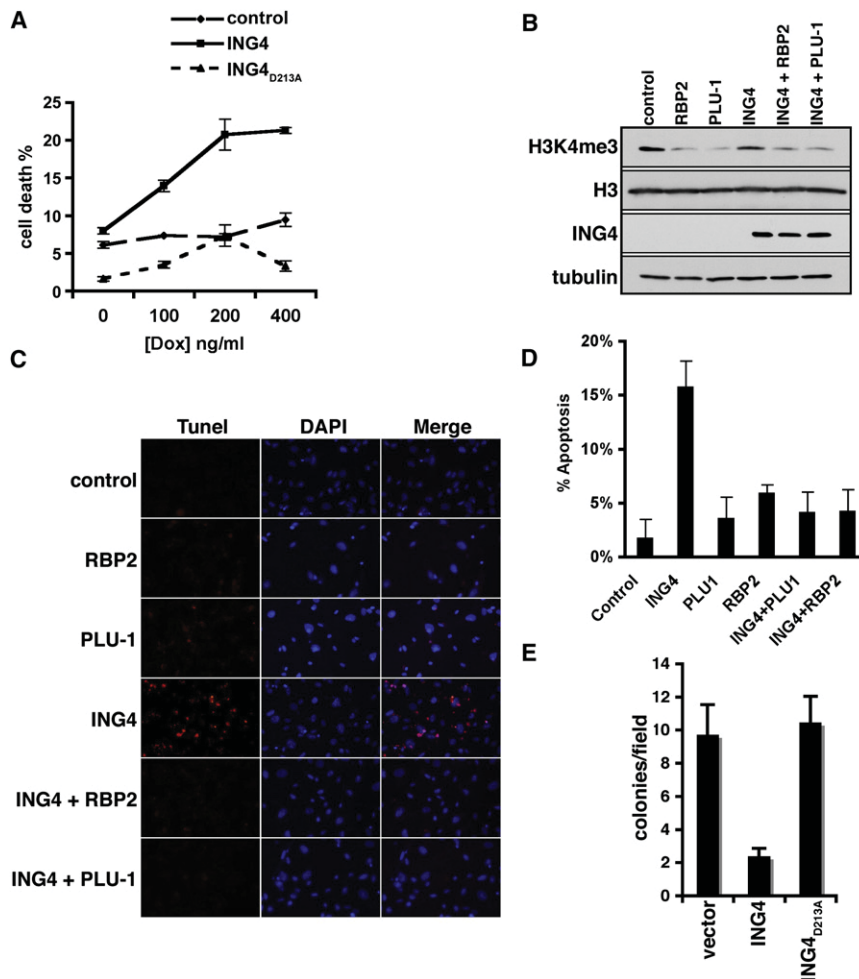 A
control
ING4
ING4D213A
cell death %
25
20
15
10
5
0
0 100 200 400
[Dox] ng/ml
B
control
RBP2
PLU-1
ING4
ING4 + RBP2
ING4 + PLU-1
H3K4me3
H3
ING4
tubulin
C
Tunel DAPI Merge
control
RBP2
PLU-1
ING4
ING4 + RBP2
ING4 + PLU-1
D
% Apoptosis
20%
15%
10%
5%
0%
Control
ING4
PLU1
RBP2
ING4+PLU1
ING4+RBP2
E
colonies/field
14
12
10
8
6
4
2
0
vector
ING4
ING4D213A